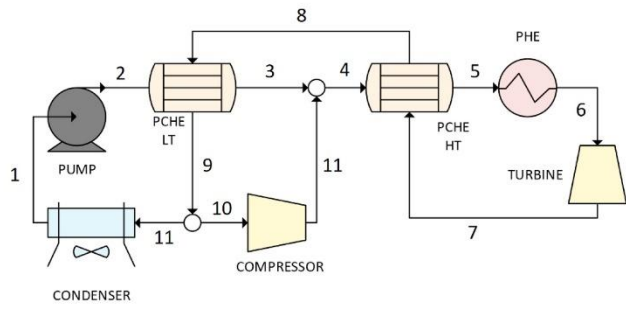 8
PHE
2
3
4
5
6
PCHE
LT
PCHE
HT
1
PUMP
9
11
TURBINE
10
7
11
COMPRESSOR
CONDENSER